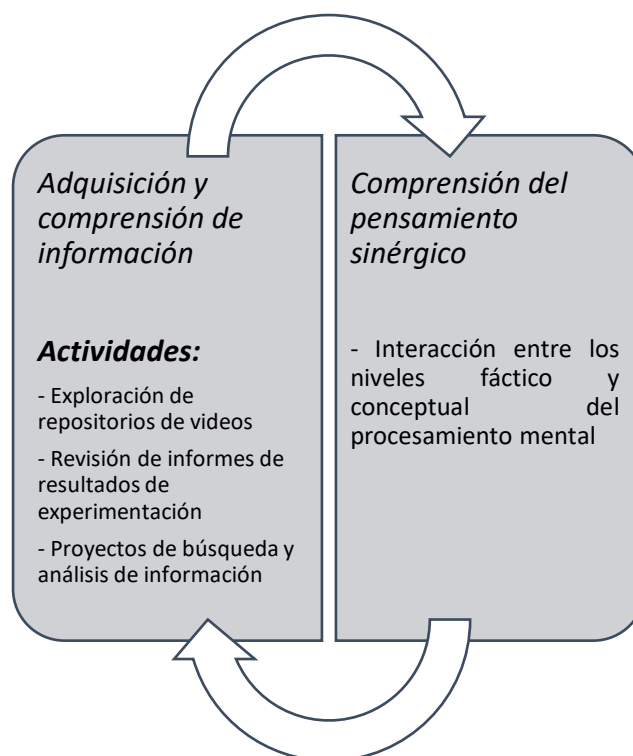 Adquisición y
comprensión de
información
Actividades:
- Exploración de
repositorios de videos
- Revisión de informes de
resultados de
experimentación
- Proyectos de búsqueda y
análisis de información
Comprensión del
pensamiento
sinérgico
- Interacción entre los
niveles fáctico y
conceptual del
procesamiento mental